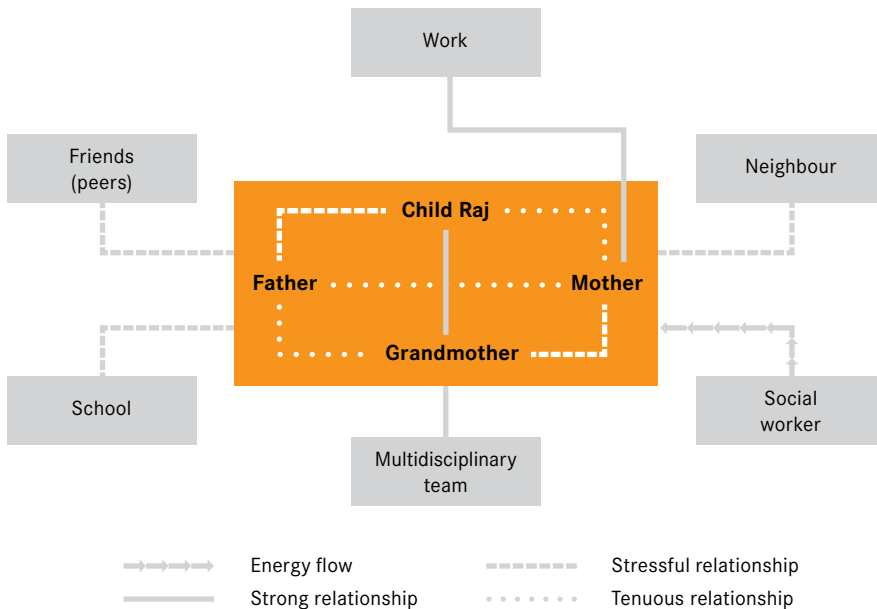 Work
Friends
(peers)
Neighbour
Child Raj
Father
Mother
Grandmother
School
Social
worker
Multidisciplinary
team
Energy flow
Stressful relationship
Strong relationship
Tenuous relationship